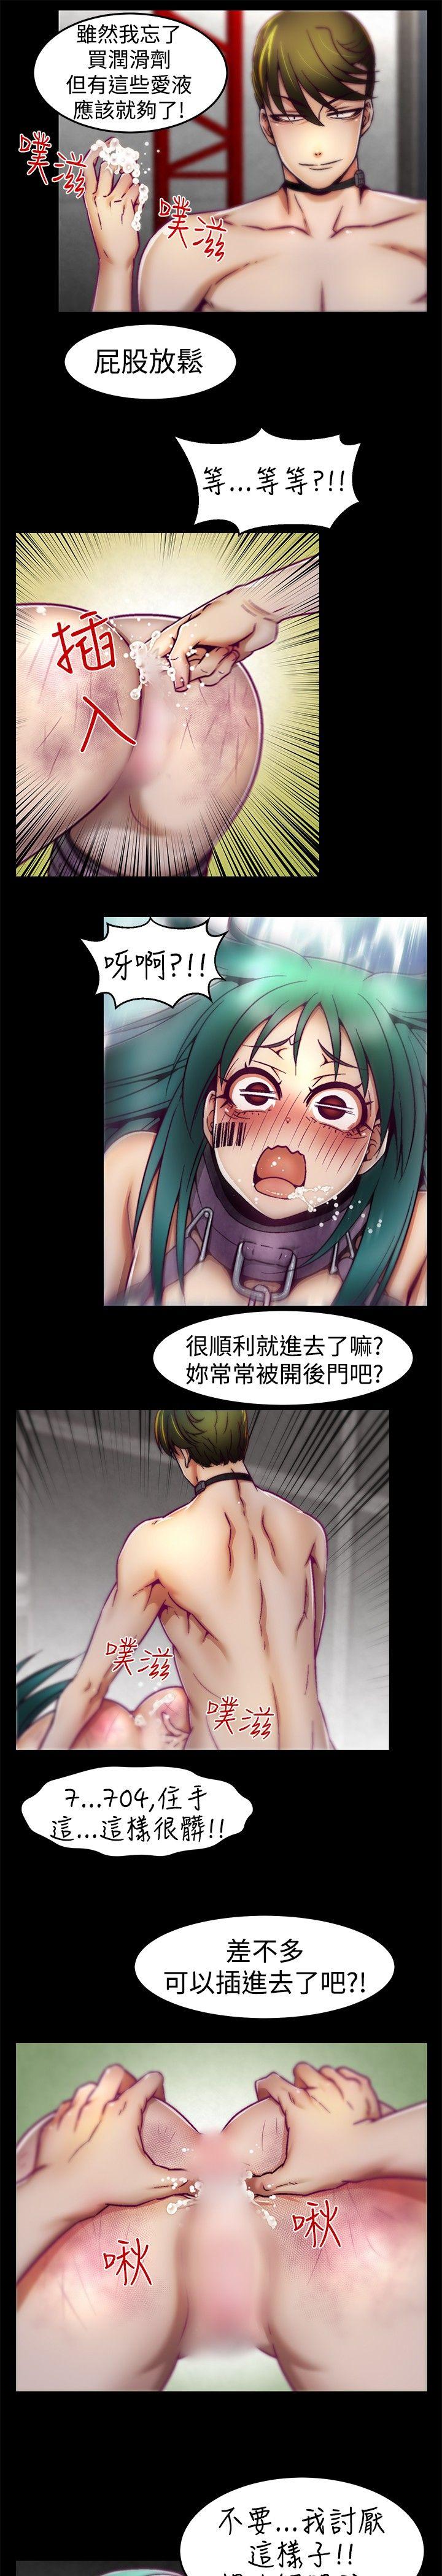 雖然我忘了
買潤滑劑
但有這些愛液
應該就夠了!
噗滋
噗滋
屁股放鬆
等...等等?!!
插
入
呀啊?!!
很順利就進去了嘛?
妳常常被開後門吧?
噗滋
噗滋
7...704,住手
這...這樣很髒!!
差不多
可以插進去了吧?!
啾
啾
不要...我討厭
這樣子!!